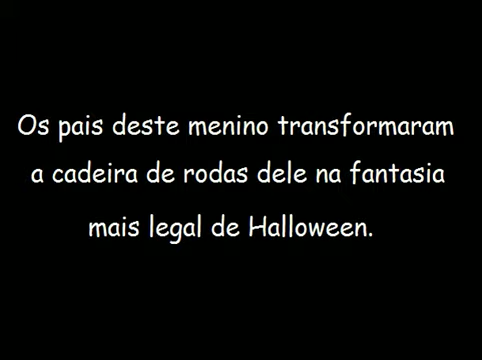 Os pais deste menino transformaram
a cadeira de rodas dele na fantasia
mais legal de Halloween.